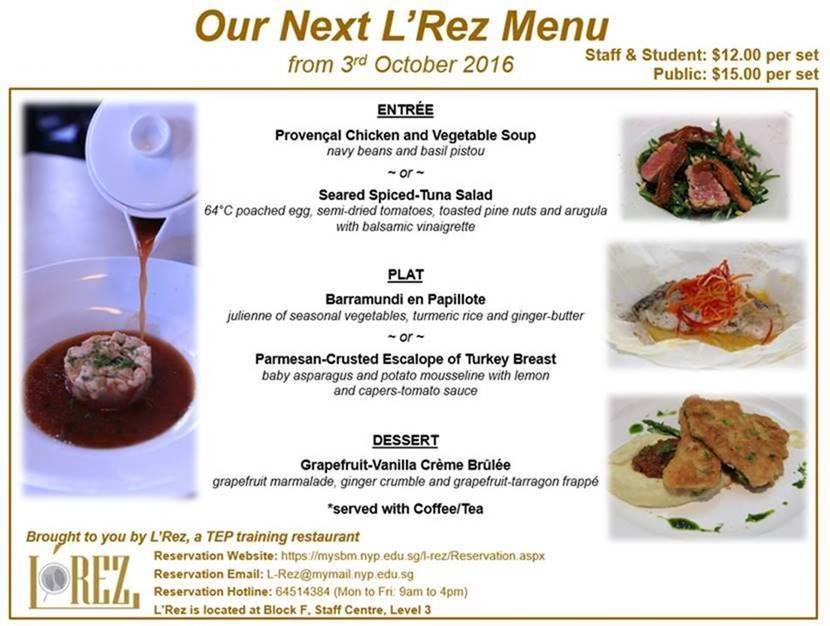 Our Next L'Rez Menu
from 3rd October 2016
Staff & Student: $12.00 per set
Public: $15.00 per set
ENTRÉE
Provençal Chicken and Vegetable Soup
navy beans and basil pistou
~ or ~
Seared Spiced-Tuna Salad
64°C poached egg, semi-dried tomatoes, toasted pine nuts and arugula
with balsamic vinaigrette
PLAT
Barramundi en Papillote
julienne of seasonal vegetables, turmeric rice and ginger-butter
~ or ~
Parmesan-Crusted Escalope of Turkey Breast
baby asparagus and potato mousseline with lemon
and capers-tomato sauce
DESSERT
Grapefruit-Vanilla Crème Brûlée
grapefruit marmalade, ginger crumble and grapefruit-tarragon frappé
*served with Coffee/Tea
Brought to you by L'Rez, a TEP training restaurant
L'REZ
Reservation Website: https://mysbm.nyp.edu.sg/l-rez/Reservation.aspx
Reservation Email: L-Rez@mymail.nyp.edu.sg
Reservation Hotline: 64514384 (Mon to Fri: 9am to 4pm)
L'Rez is located at Block F, Staff Centre, Level 3